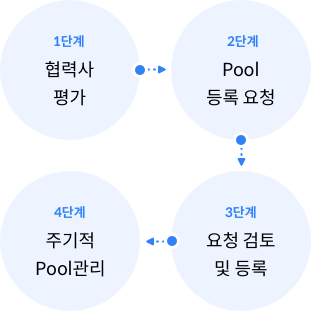 1단계
협력사
평가
2단계
Pool
등록 요청
3단계
요청 검토
및 등록
4단계
주기적
Pool관리